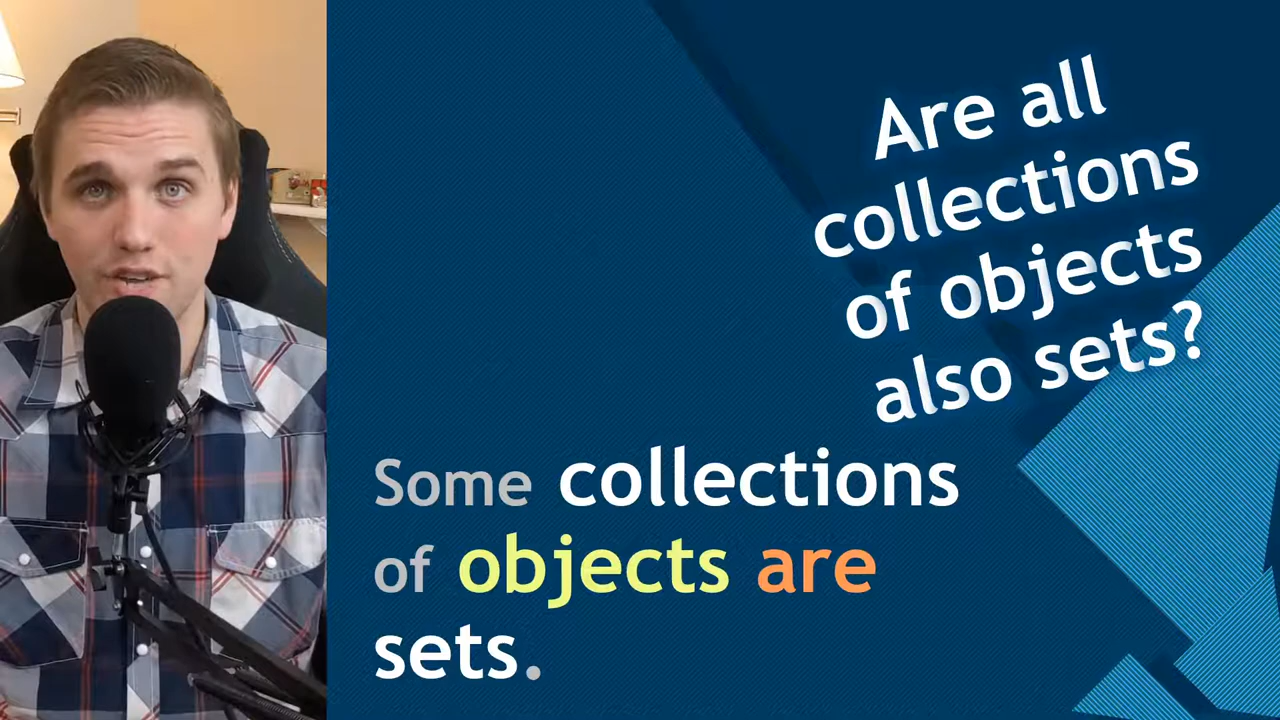 Are all
collections
of objects
also sets?
Some collections
of objects are
sets.